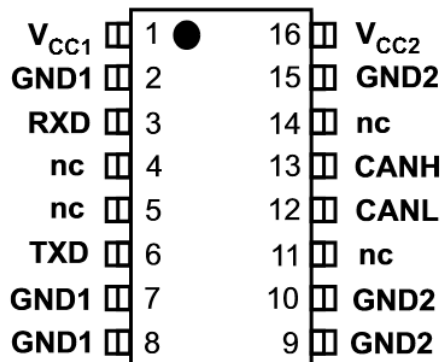 VCC1 1 16 VCC2
GND1 2 15 GND2
RXD 3 14 nc
nc 4 13 CANH
nc 5 12 CANL
TXD 6 11 nc
GND1 7 10 GND2
GND1 8 9 GND2